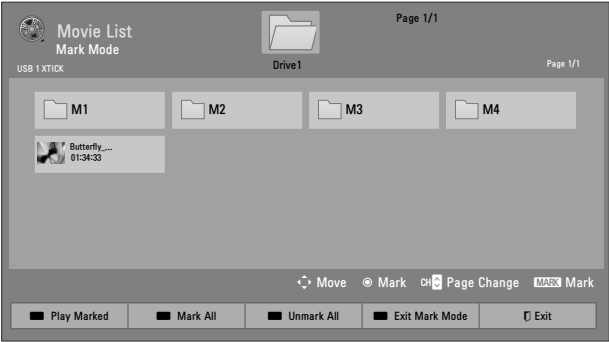 Movie List
Mark Mode
USB 1 XTICK
Drive1
Page 1/1
Page 1/1
M1
M2
M3
M4
Butterfly_...
01:34:33
Move Mark CH Page Change MARK Mark
Play Marked Mark All Unmark All Exit Mark Mode Exit